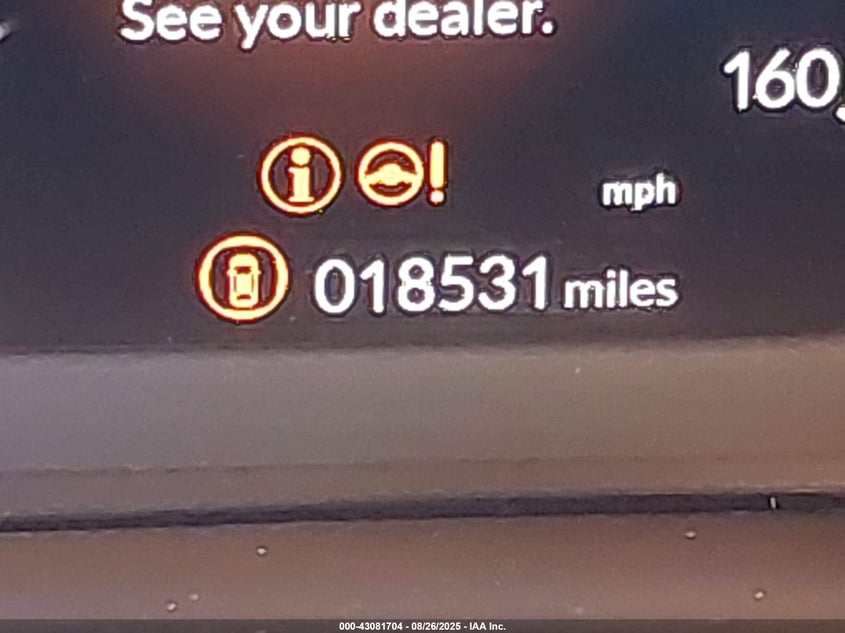 See your dealer.
160
mph
018531 miles
000-43081704 - 08/26/2025 - IAA Inc.